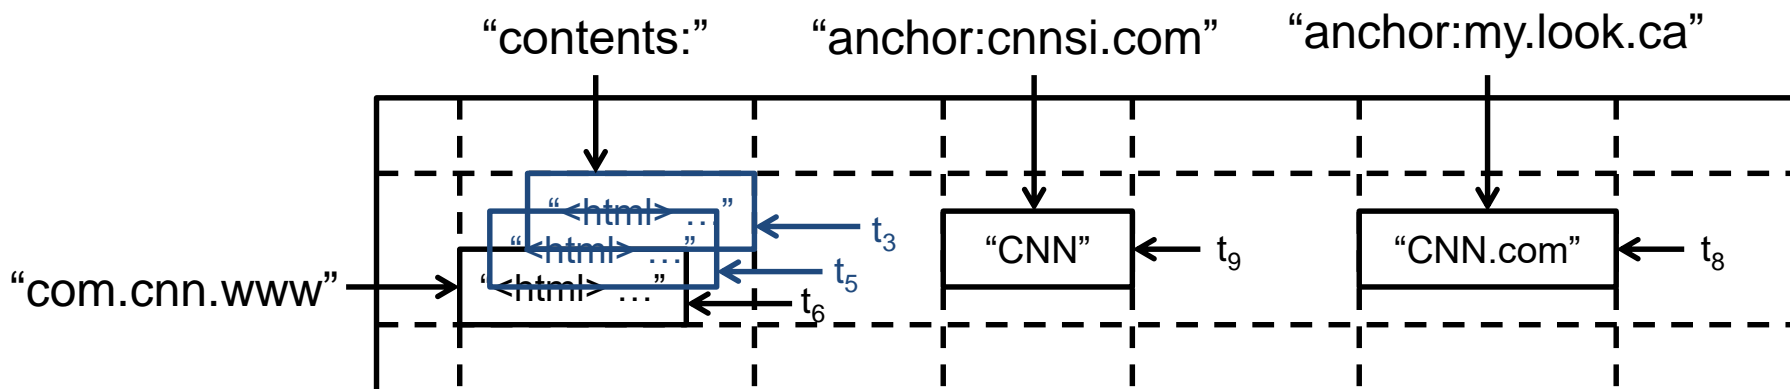 “contents:” “anchor:cnnsi.com” “anchor:my.look.ca”
“<html> …” t3
“<html> …” “CNN” t9 “CNN.com” t8
t5
“com.cnn.www” “<html> …” t6